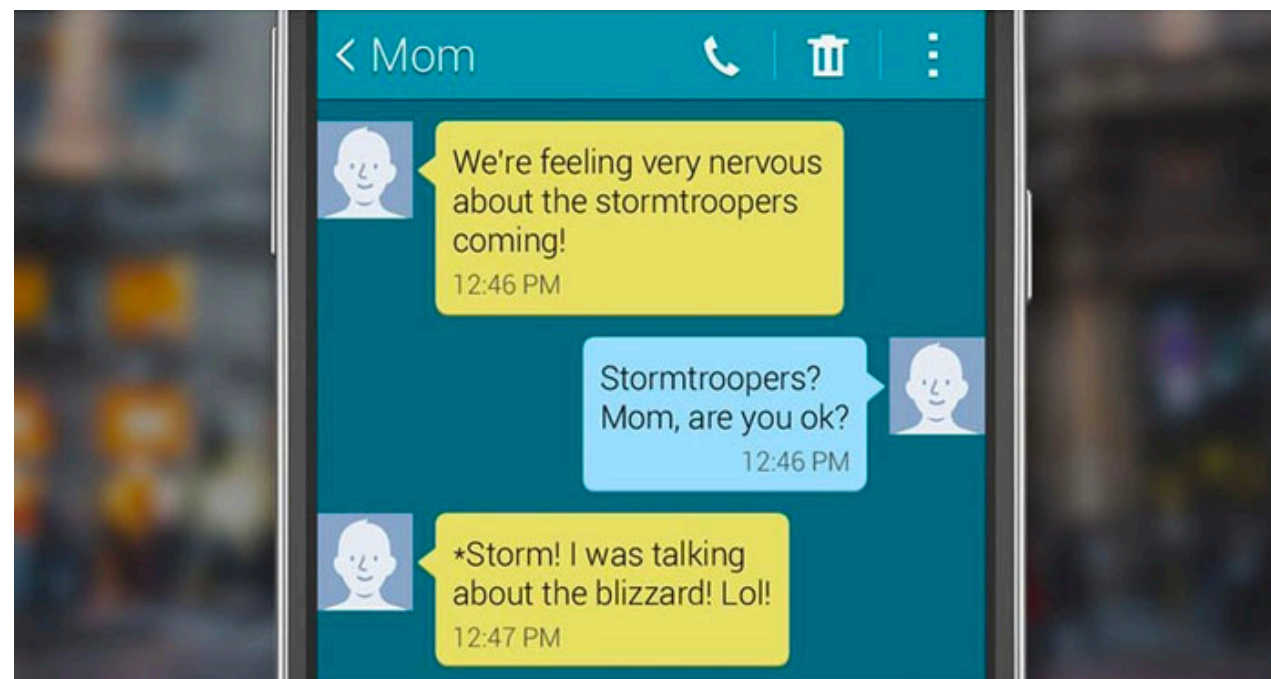 < Mom
We're feeling very nervous
about the stormtroopers
coming!
12:46 PM
Stormtroopers?
Mom, are you ok?
12:46 PM
*Storm! I was talking
about the blizzard! Lol!
12:47 PM